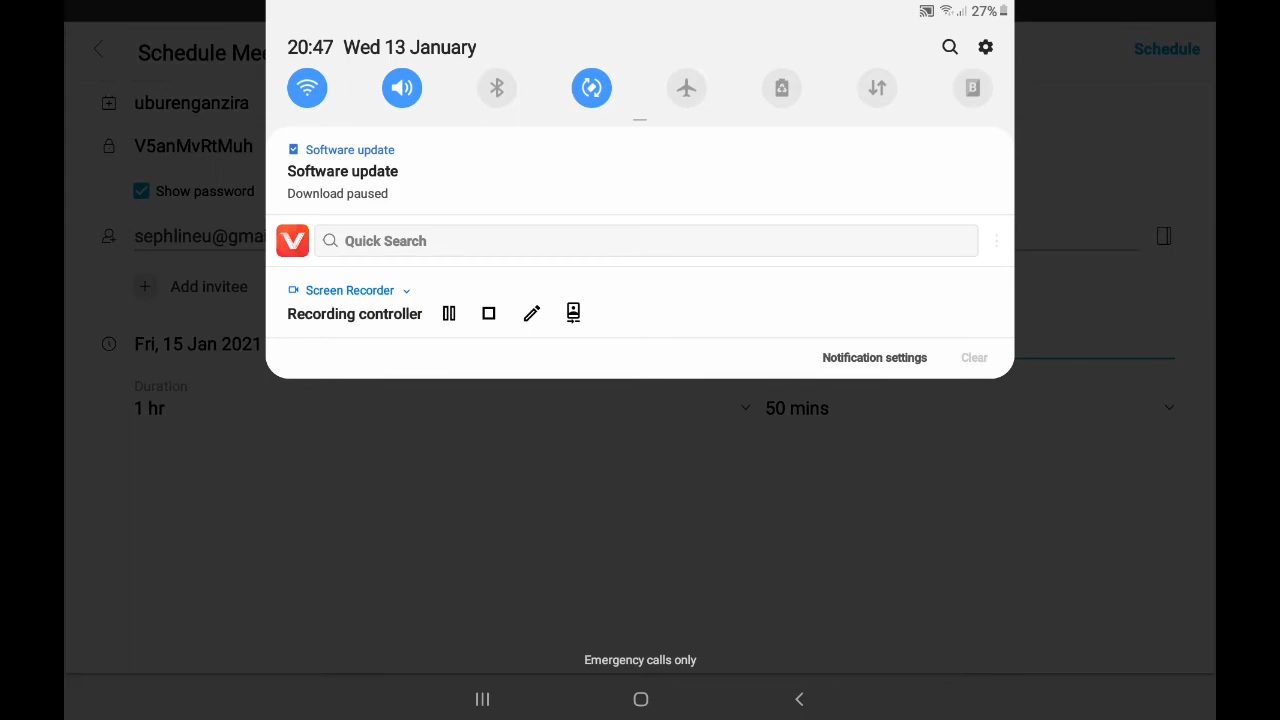 27%
20:47 Wed 13 January
Schedule Mee
Schedule
uburenganzira
V5anMvRtMuh
Show password
sephlineu@gmai
Add invitee
Fri, 15 Jan 2021
Duration
1 hr
50 mins
Software update
Software update
Download paused
Quick Search
Screen Recorder
Recording controller
Notification settings
Clear
Emergency calls only